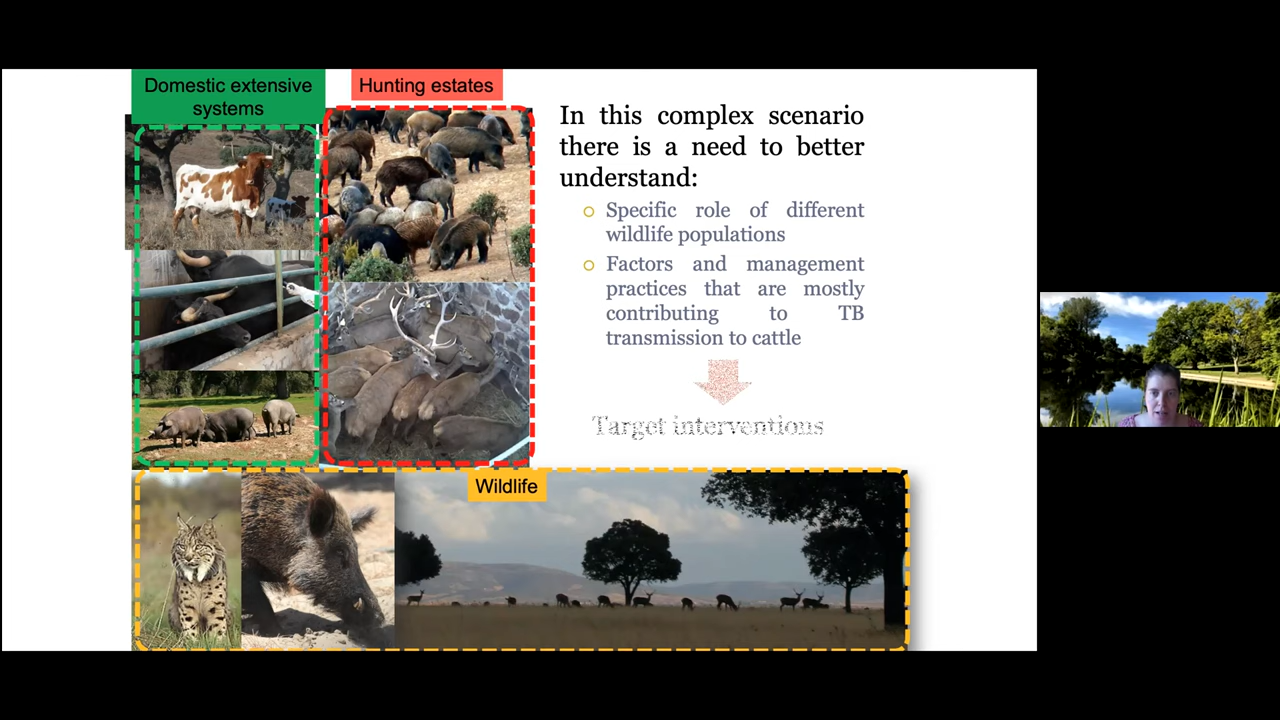 Domestic extensive
systems
Hunting estates
In this complex scenario
there is a need to better
understand:
Specific role of different
wildlife populations
Factors and management
practices that are mostly
contributing to TB
transmission to cattle
Target interventions
Wildlife